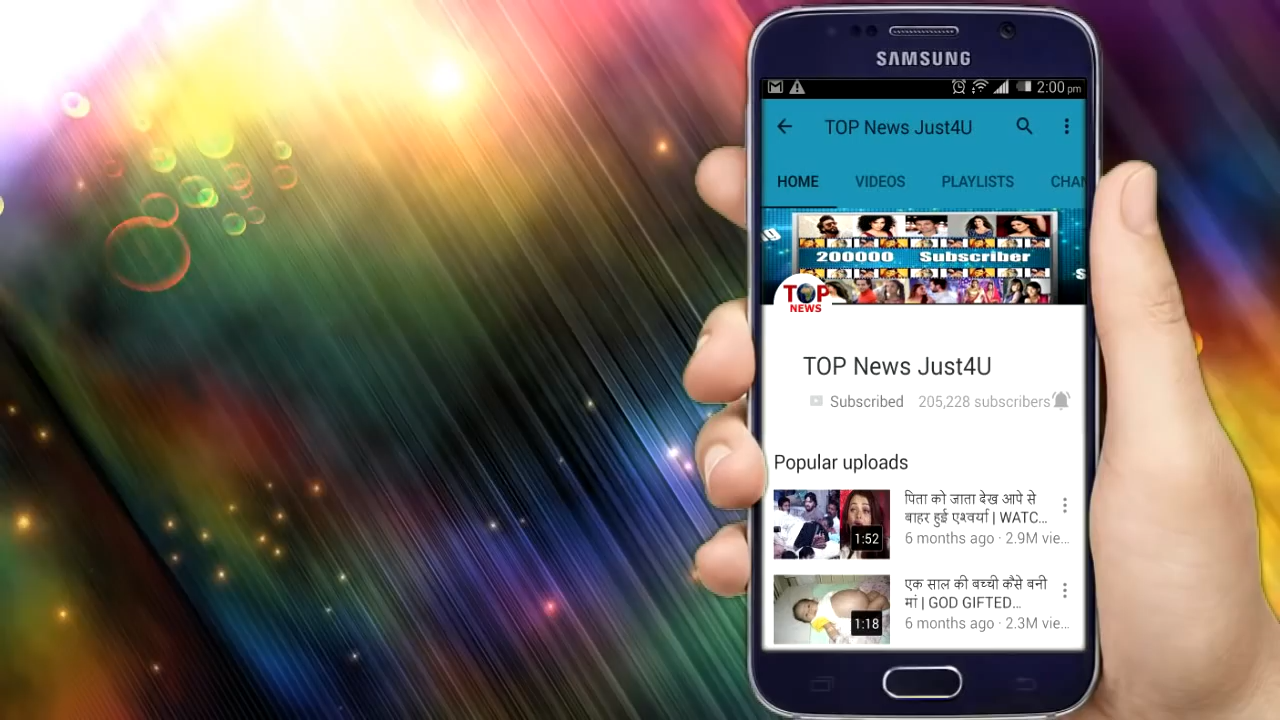 SAMSUNG
2:00 pm
TOP News Just4U
HOME VIDEOS PLAYLISTS CHAN
200000 Subscriber
TOP
NEWS
TOP News Just4U
Subscribed 205,228 subscribers
Popular uploads
पिता को जाता देख आपे से
बाहर हुई एश्वर्या | WATC...
1:52
6 months ago · 2.9M vie...
एक साल की बच्ची कैसे बनी
मां | GOD GIFTED...
1:18
6 months ago · 2.3M vie...